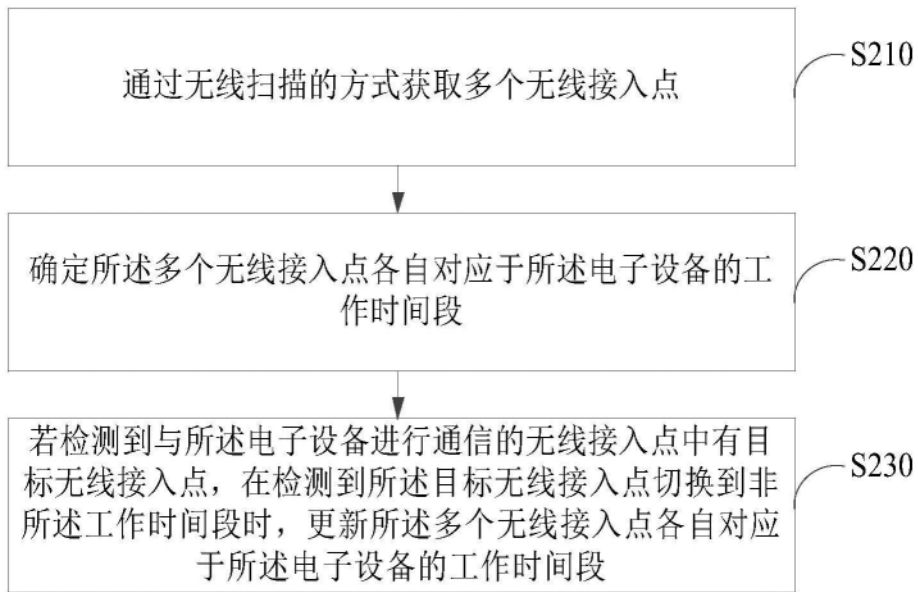 通过无线扫描的方式获取多个无线接入点
S210
确定所述多个无线接入点各自对应于所述电子设备的工
作时间段
S220
若检测到与所述电子设备进行通信的无线接入点中有目
标无线接入点，在检测到所述目标无线接入点切换到非
所述工作时间段时，更新所述多个无线接入点各自对应
于所述电子设备的工作时间段
S230